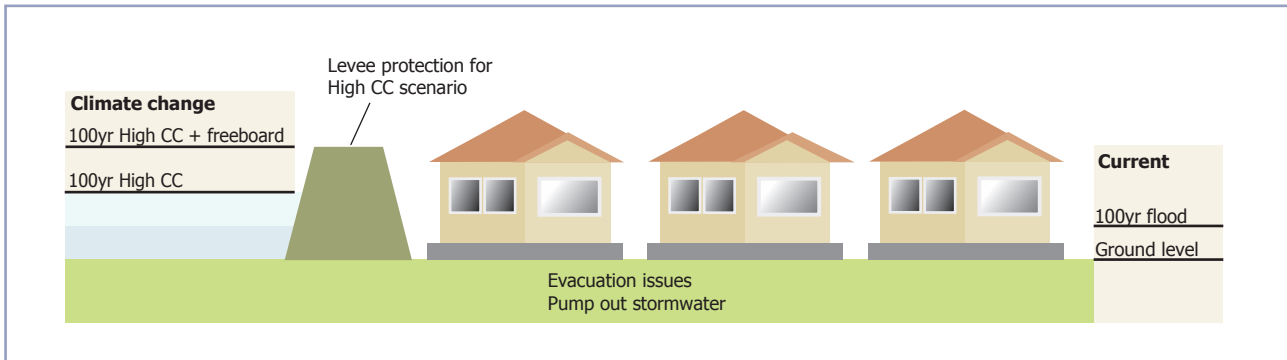 Levee protection for
High CC scenario
Climate change
100yr High CC + freeboard
100yr High CC
Current
100yr flood
Ground level
Evacuation issues
Pump out stormwater